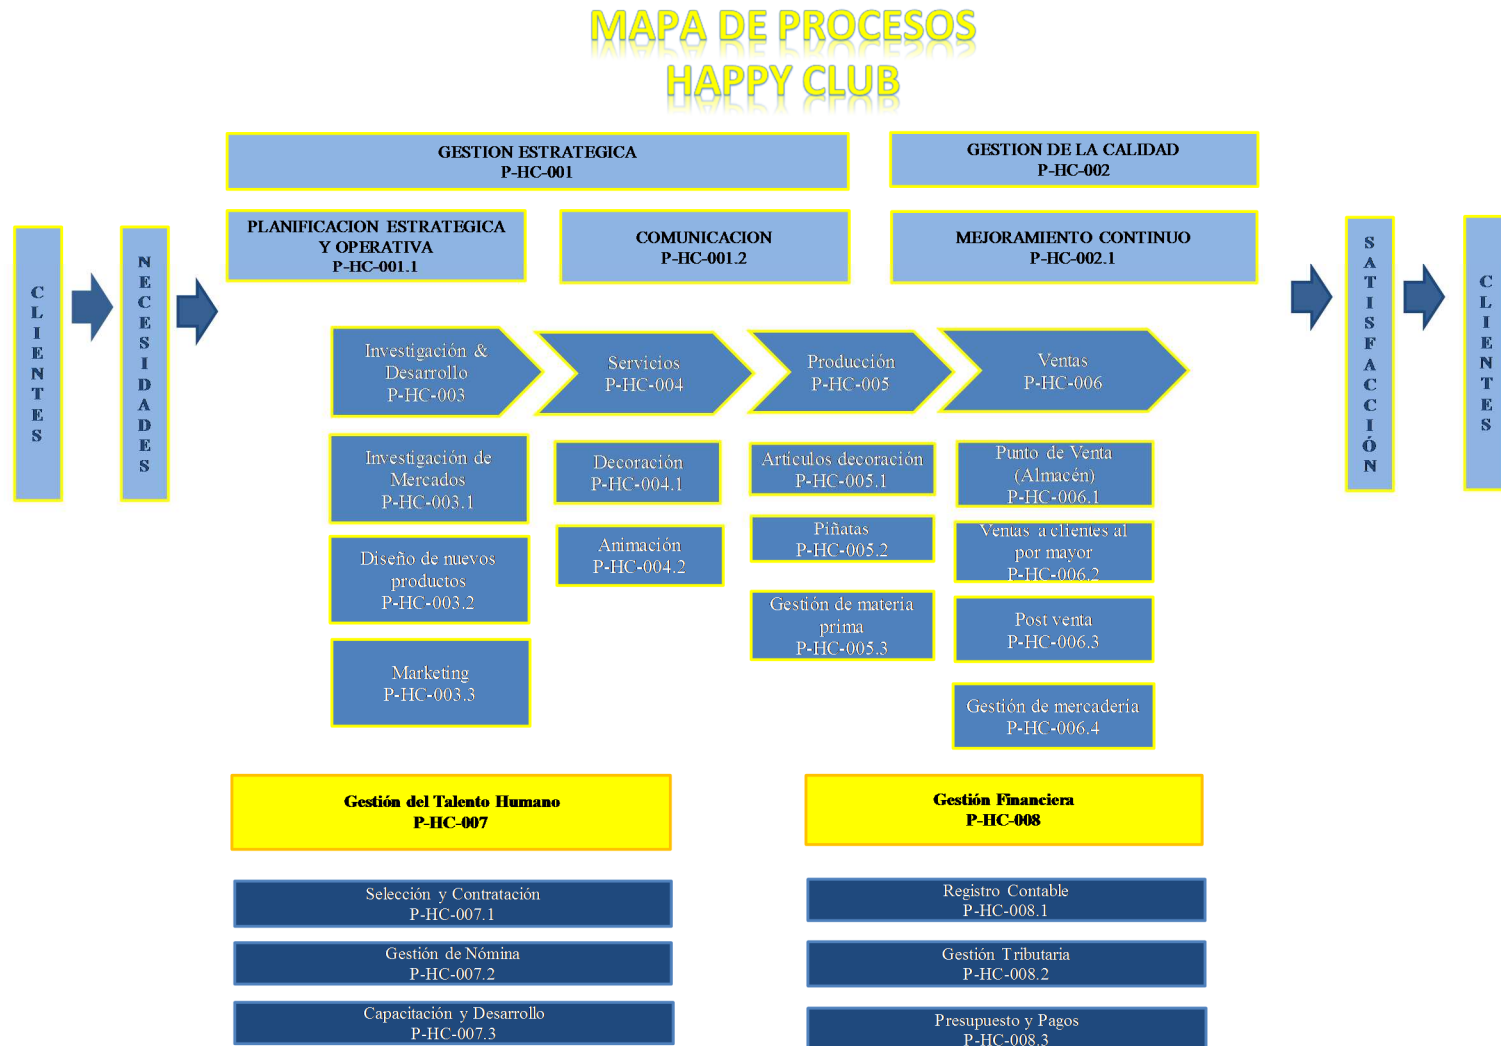 MAPA DE PROCESOS
HAPPY CLUB
GESTION ESTRATEGICA
P-HC-001
GESTION DE LA CALIDAD
P-HC-002
PLANIFICACION ESTRATEGICA
Y OPERATIVA
P-HC-001.1
COMUNICACION
P-HC-001.2
MEJORAMIENTO CONTINUO
P-HC-002.1
CLIENTES
NECESIDADES
Investigación &
Desarrollo
P-HC-003
Servicios
P-HC-004
Producción
P-HC-005
Ventas
P-HC-006
Investigación de
Mercados
P-HC-003.1
Diseño de nuevos
productos
P-HC-003.2
Marketing
P-HC-003.3
Decoración
P-HC-004.1
Animación
P-HC-004.2
Artículos decoración
P-HC-005.1
Piñatas
P-HC-005.2
Gestión de materia
prima
P-HC-005.3
Punto de Venta
(Almacén)
P-HC-006.1
Ventas a clientes al
por mayor
P-HC-006.2
Post venta
P-HC-006.3
Gestión de mercadería
P-HC-006.4
SATISFACCIÓN
CLIENTES
Gestión del Talento Humano
P-HC-007
Selección y Contratación
P-HC-007.1
Gestión de Nómina
P-HC-007.2
Capacitación y Desarrollo
P-HC-007.3
Gestión Financiera
P-HC-008
Registro Contable
P-HC-008.1
Gestión Tributaria
P-HC-008.2
Presupuesto y Pagos
P-HC-008.3